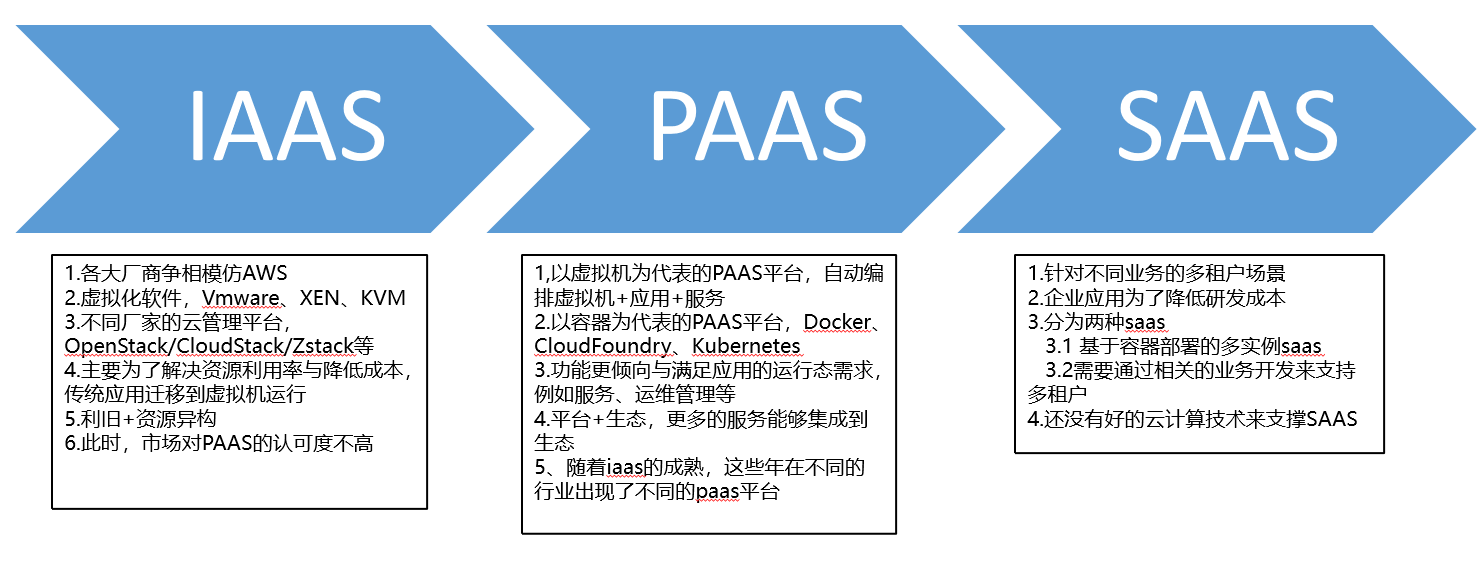 IAAS
PAAS
SAAS
1.各大厂商争相模仿AWS
2.虚拟化软件，Vmware、XEN、KVM
3.不同厂家的云管理平台，
OpenStack/CloudStack/Zstack等
4.主要为了解决资源利用率与降低成本，
传统应用迁移到虚拟机运行
5.利旧+资源异构
6.此时，市场对PAAS的认可度不高
1,以虚拟机为代表的PAAS平台，自动编
排虚拟机+应用+服务
2.以容器为代表的PAAS平台，Docker、
CloudFoundry、Kubernetes
3.功能更倾向与满足应用的运行态需求，
例如服务、运维管理等
4.平台+生态，更多的服务能够集成到
生态
5、随着iaas的成熟，这些年在不同的
行业出现了不同的paas平台
1.针对不同业务的多租户场景
2.企业应用为了降低研发成本
3.分为两种saas
3.1 基于容器部署的多实例saas
3.2需要通过相关的业务开发来支持
多租户
4.还没有好的云计算技术来支撑SAAS